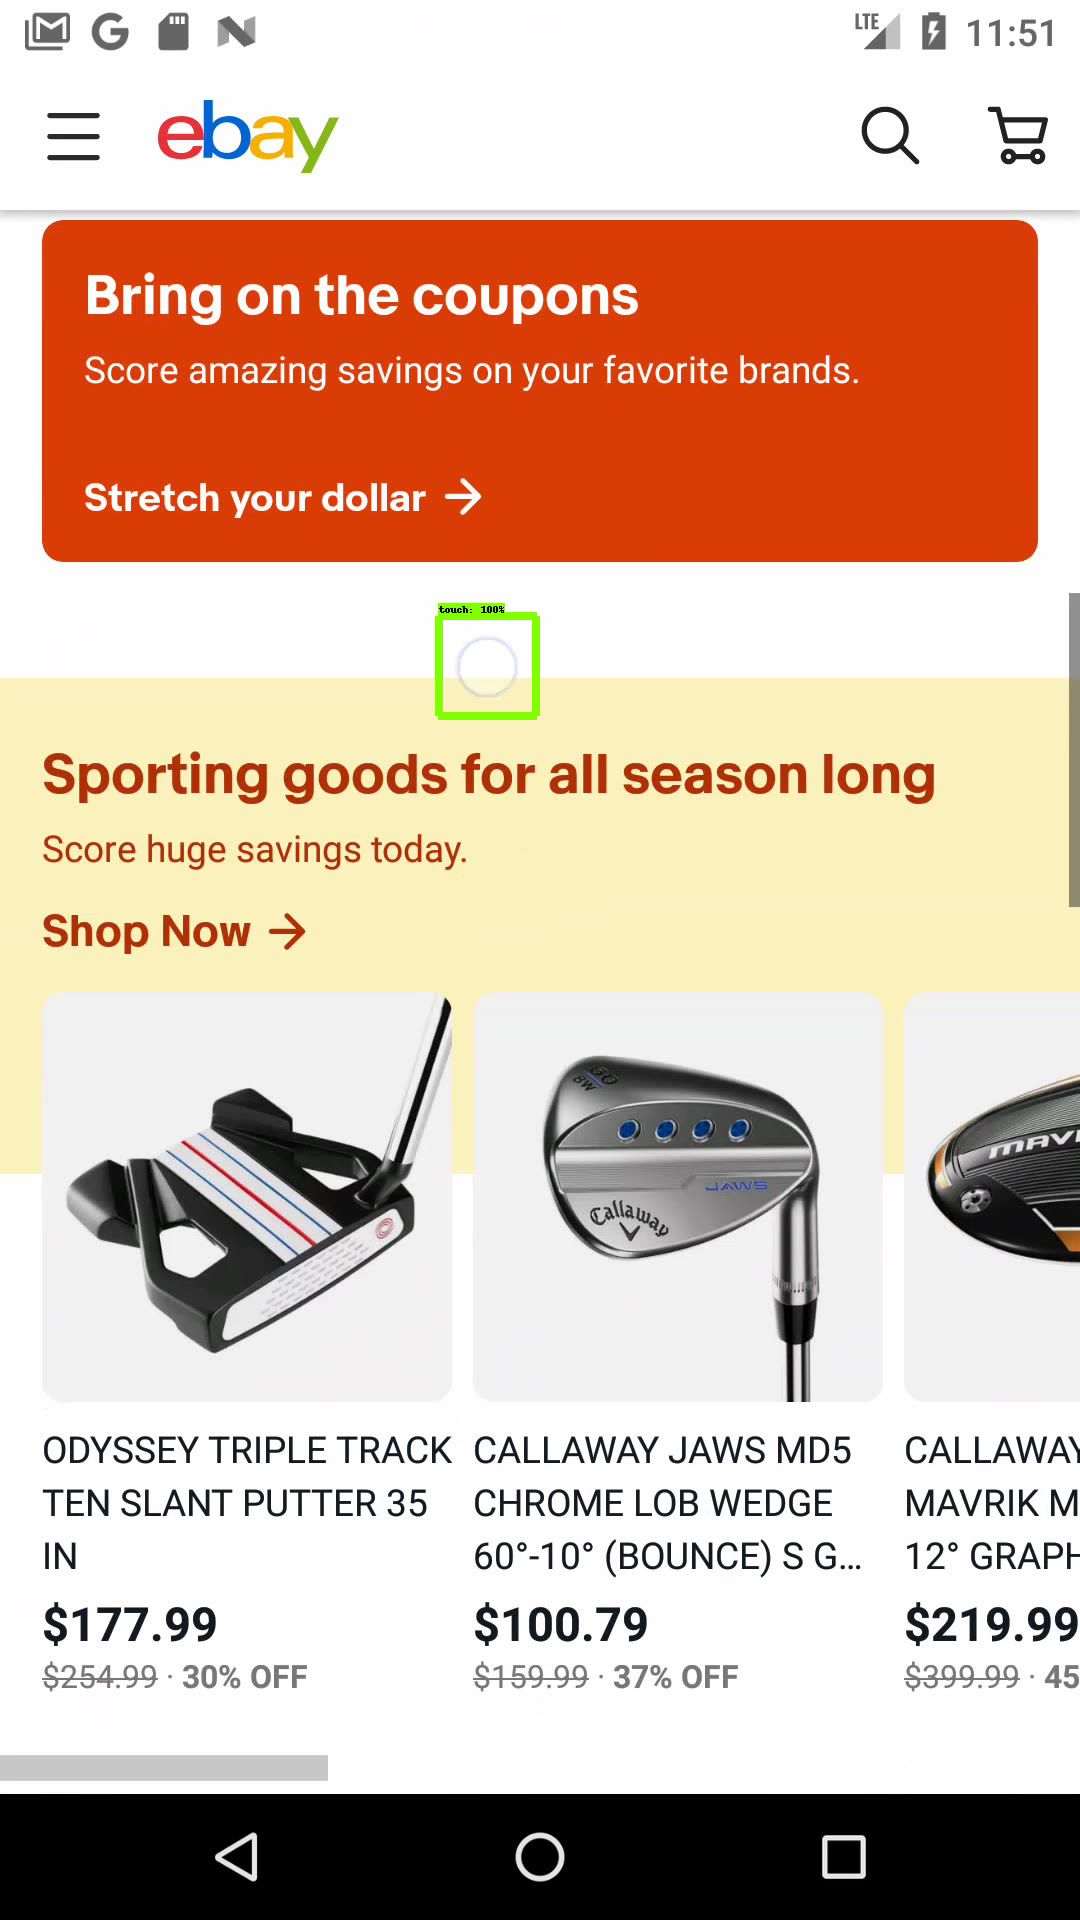 LTE 11:51
ebay
Bring on the coupons
Score amazing savings on your favorite brands.
Stretch your dollar →
touch: 100%
Sporting goods for all season long
Score huge savings today.
Shop Now →
60
8W
JAWS
Callaway
MAVR
ODYSSEY TRIPLE TRACK
TEN SLANT PUTTER 35
IN
$177.99
$254.99 · 30% OFF
CALLAWAY JAWS MD5
CHROME LOB WEDGE
60°-10° (BOUNCE) S G...
$100.79
$159.99 · 37% OFF
CALLAWAY
MAVRIK M
12° GRAPH
$219.99
$399.99 · 45